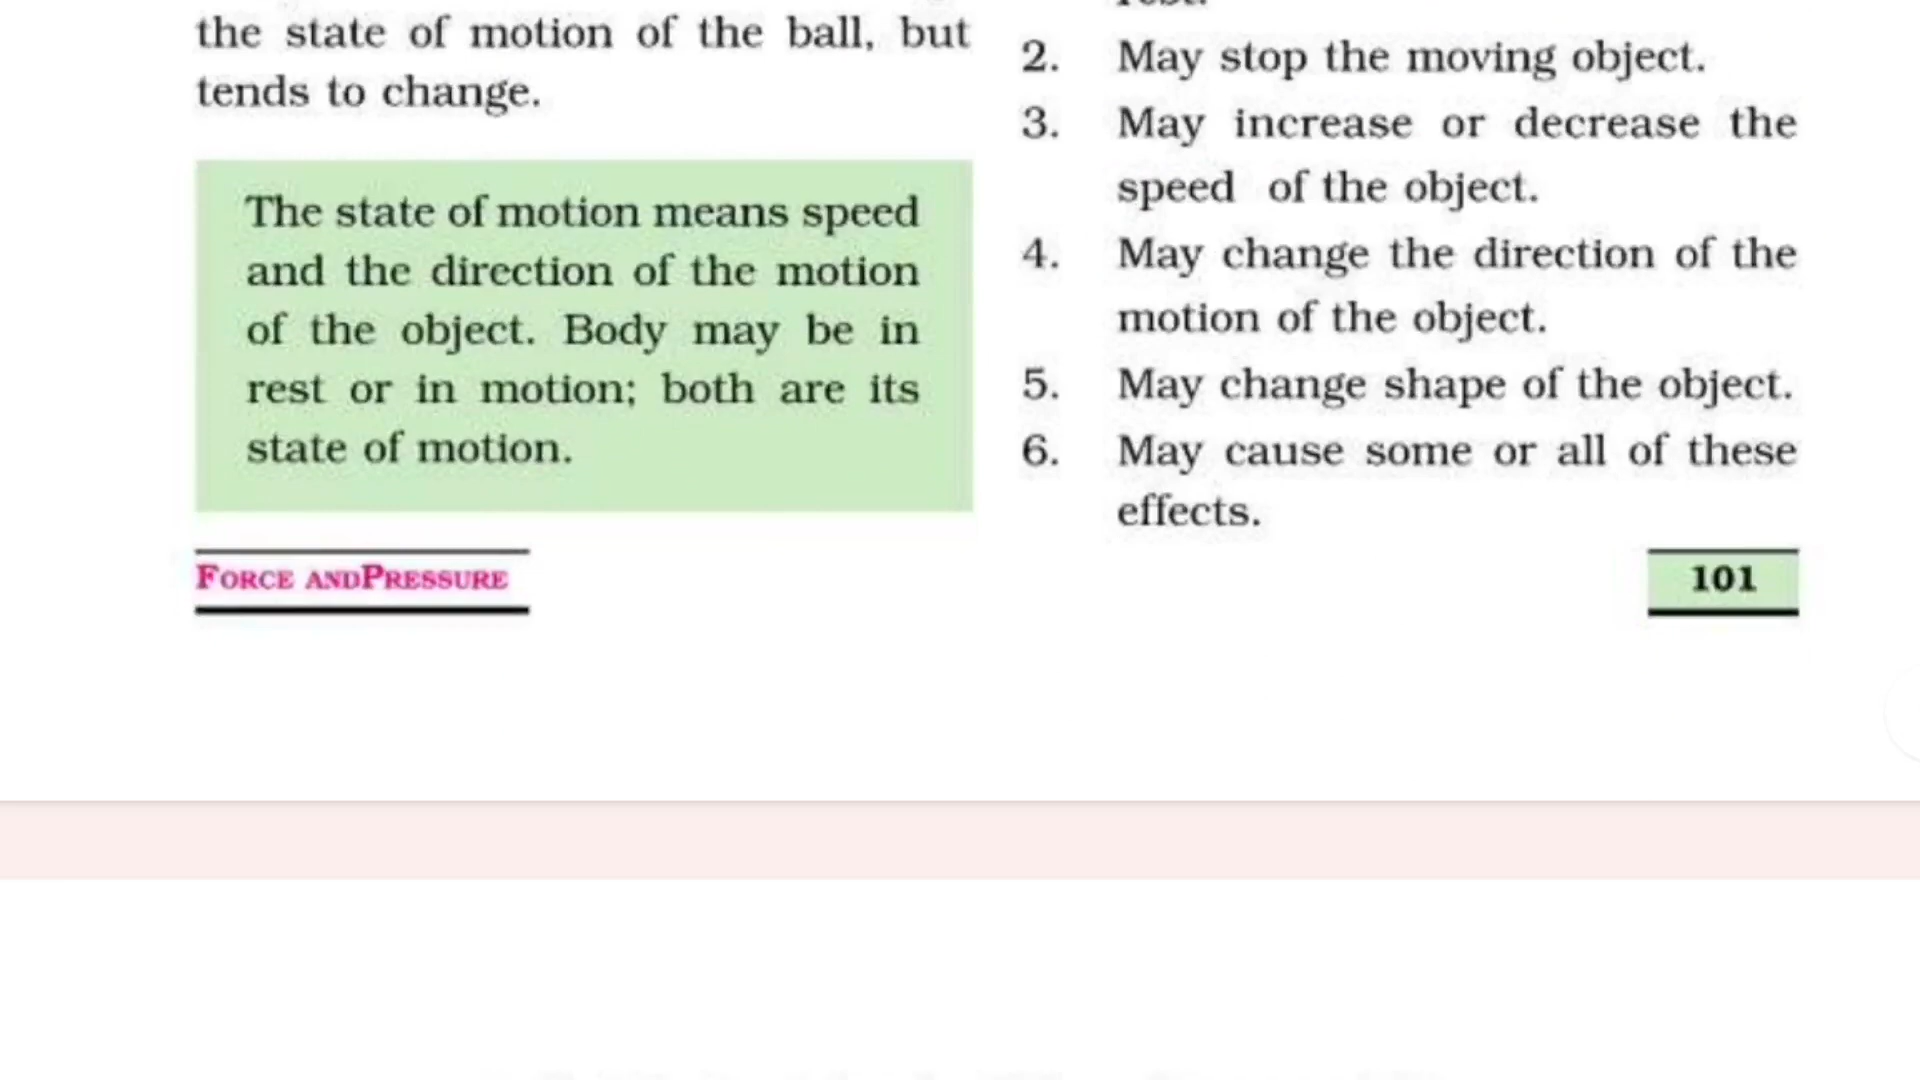 the state of motion of the ball, but
tends to change.
The state of motion means speed
and the direction of the motion
of the object. Body may be in
rest or in motion; both are its
state of motion.
2. May stop the moving object.
3. May increase or decrease the
speed of the object.
4. May change the direction of the
motion of the object.
5. May change shape of the object.
6. May cause some or all of these
effects.
FORCE ANDPRESSURE
101